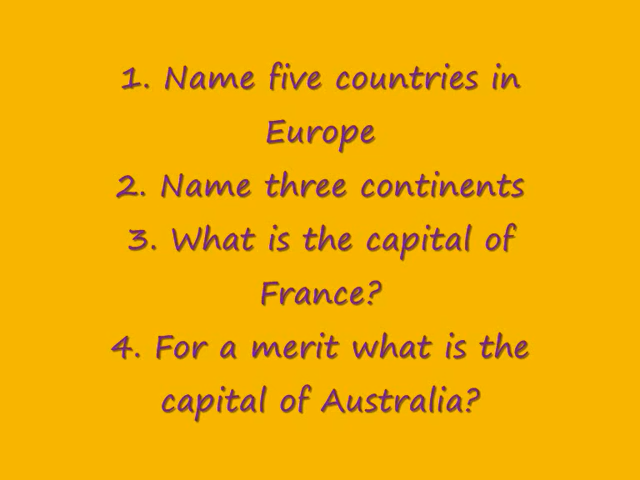 1. Name five countries in
Europe
2. Name three continents
3. What is the capital of
France?
4. For a merit what is the
capital of Australia?